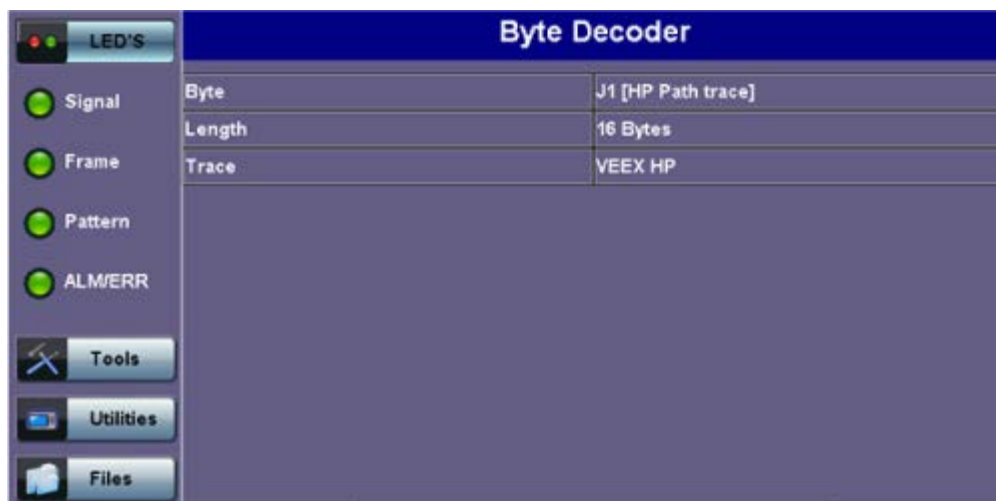 LED'S
Byte Decoder
Signal
Byte J1 [HP Path trace]
Length 16 Bytes
Frame
Trace VEEX HP
Pattern
ALM/ERR
Tools
Utilities
Files